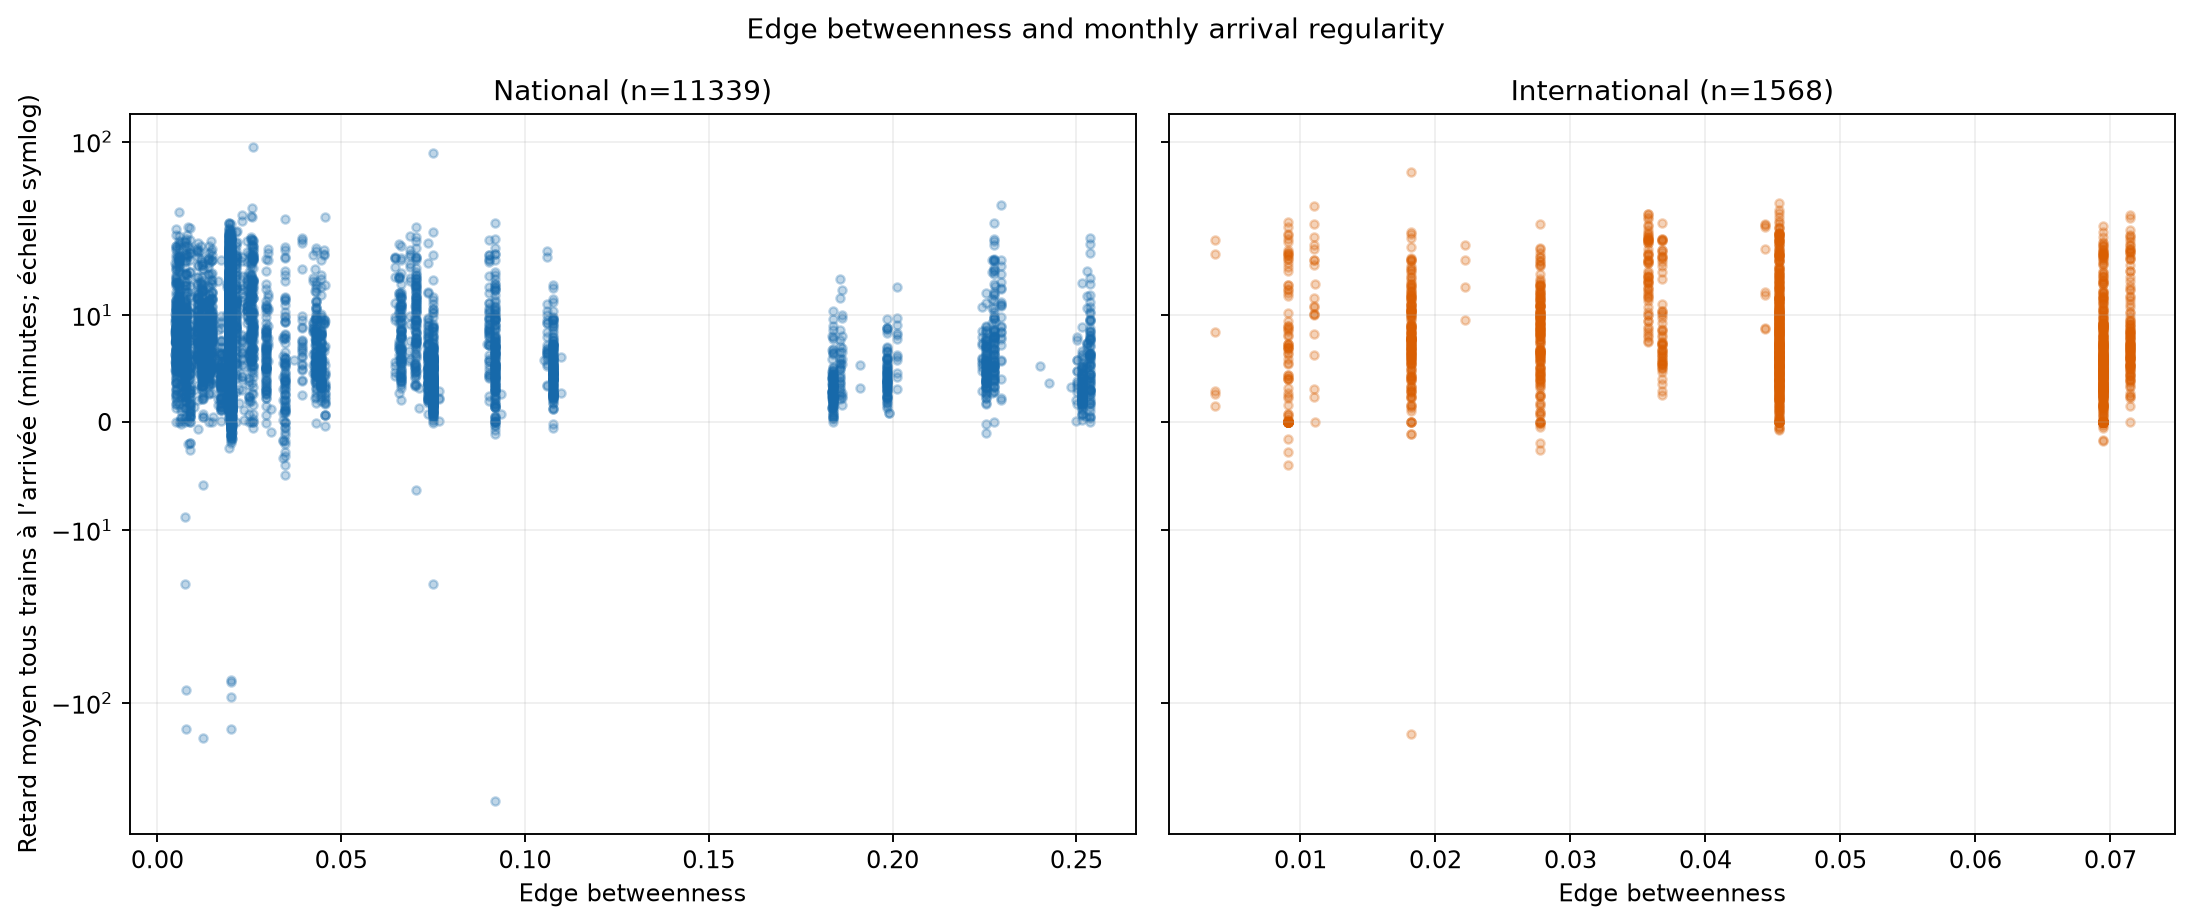 Edge betweenness and monthly arrival regularity
National (n=11339)
International (n=1568)
Retard moyen tous trains à l’arrivée (minutes; échelle symlog)
10²
10¹
0
−10¹
−10²
0.00 0.05 0.10 0.15 0.20 0.25
0.01 0.02 0.03 0.04 0.05 0.06 0.07
Edge betweenness
Edge betweenness